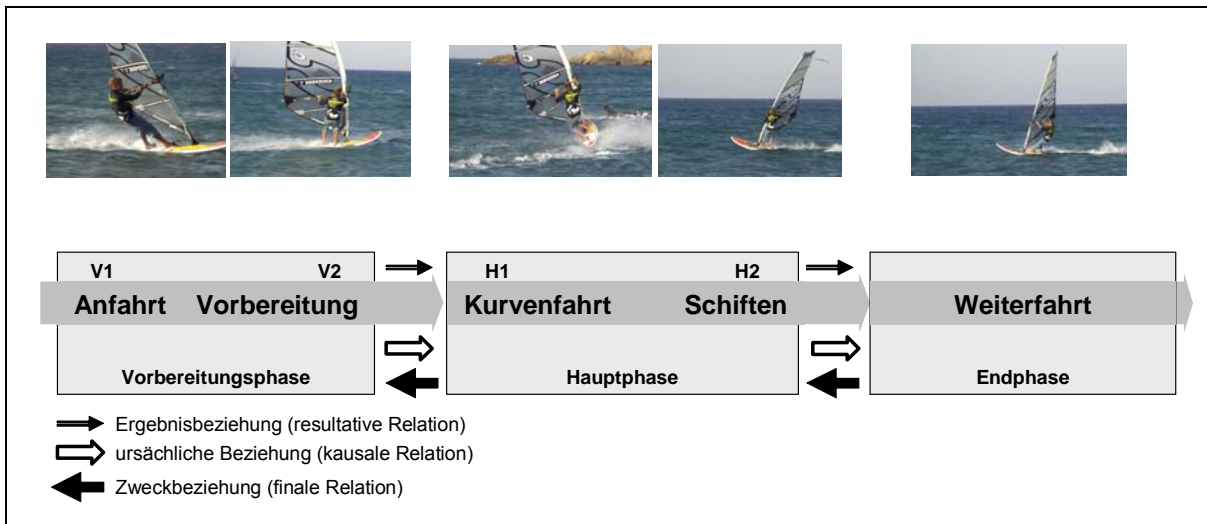 V1 V2 H1 H2
Anfahrt Vorbereitung Kurvenfahrt Schiften Weiterfahrt
Vorbereitungsphase Hauptphase Endphase
Ergebnisbeziehung (resultative Relation)
ursächliche Beziehung (kausale Relation)
Zweckbeziehung (finale Relation)